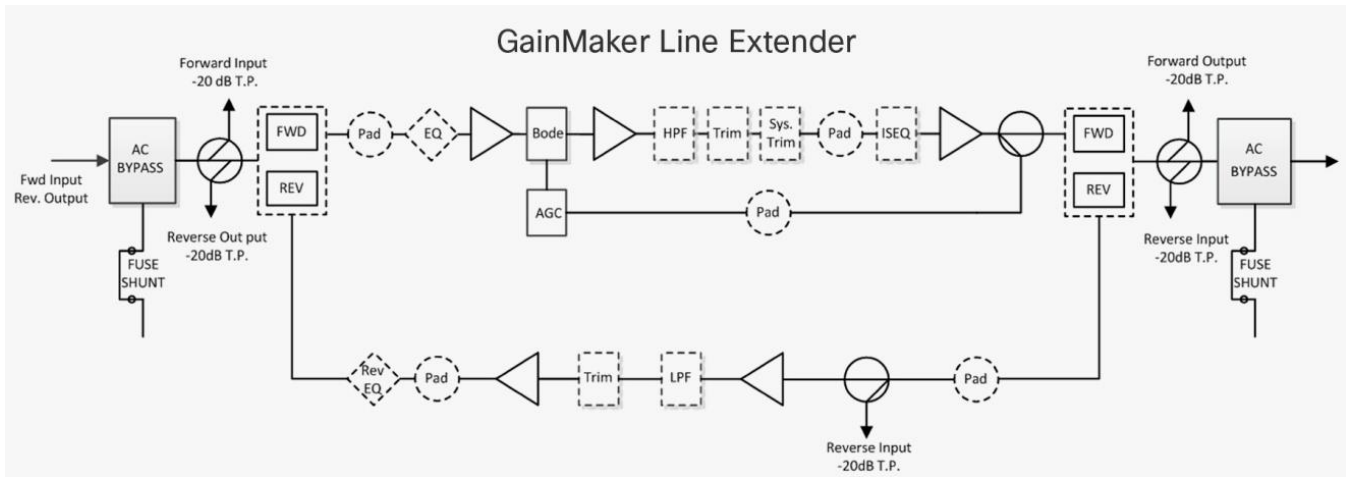 GainMaker Line Extender
Forward Input
-20 dB T.P.
Forward Output
-20dB T.P.
AC
BYPASS
FWD
REV
Pad
EQ
Bode
HPF
Trim
Sys.
Trim
Pad
ISEQ
FWD
REV
AC
BYPASS
Fwd Input
Rev. Output
AGC
Pad
Reverse Out put
-20dB T.P.
Reverse Input
-20dB T.P.
FUSE
SHUNT
FUSE
SHUNT
Rev
EQ
Pad
Trim
LPF
Pad
Reverse Input
-20dB T.P.